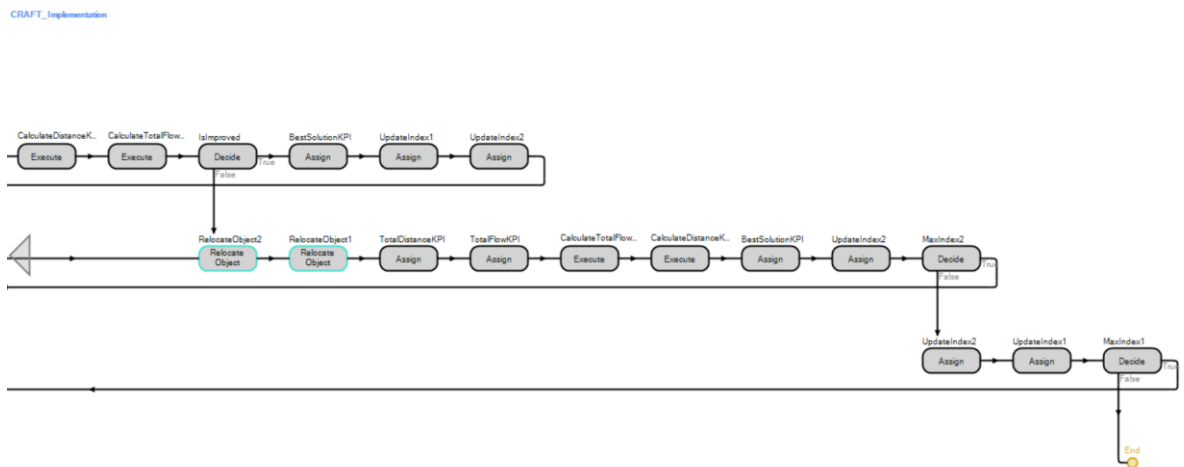 CRAFT_Implementation
CalculateDistanceK... CalculateTotalFlow... IsImproved BestSolutionKPI UpdateIndex1 UpdateIndex2
Execute Execute Decide Assign Assign Assign
True
False
RelocateObject2 RelocateObject1 TotalDistanceKPI TotalFlowKPI CalculateTotalFlow... CalculateDistanceK... BestSolutionKPI UpdateIndex2 MaxIndex2
Relocate Relocate Assign Assign Execute Execute Assign Assign Decide
Object Object
True
False
UpdateIndex2 UpdateIndex1 MaxIndex1
Assign Assign Decide
True
False
End